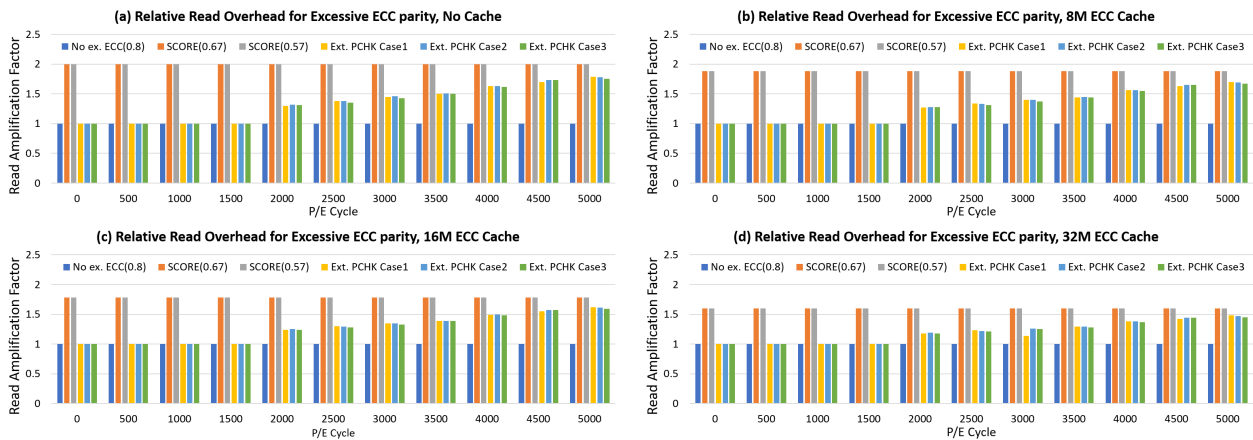 (a) Relative Read Overhead for Excessive ECC parity, No Cache
No ex. ECC(0.8) SCORE(0.67) SCORE(0.57) Ext. PCHK Case1 Ext. PCHK Case2 Ext. PCHK Case3
Read Amplification Factor
2.5
2
1.5
1
0.5
0
0 500 1000 1500 2000 2500 3000 3500 4000 4500 5000
P/E Cycle
(b) Relative Read Overhead for Excessive ECC parity, 8M ECC Cache
No ex. ECC(0.8) SCORE(0.67) SCORE(0.57) Ext. PCHK Case1 Ext. PCHK Case2 Ext. PCHK Case3
Read Amplification Factor
2.5
2
1.5
1
0.5
0
0 500 1000 1500 2000 2500 3000 3500 4000 4500 5000
P/E Cycle
(c) Relative Read Overhead for Excessive ECC parity, 16M ECC Cache
No ex. ECC(0.8) SCORE(0.67) SCORE(0.57) Ext. PCHK Case1 Ext. PCHK Case2 Ext. PCHK Case3
Read Amplification Factor
2.5
2
1.5
1
0.5
0
0 500 1000 1500 2000 2500 3000 3500 4000 4500 5000
P/E Cycle
(d) Relative Read Overhead for Excessive ECC parity, 32M ECC Cache
No ex. ECC(0.8) SCORE(0.67) SCORE(0.57) Ext. PCHK Case1 Ext. PCHK Case2 Ext. PCHK Case3
Read Amplification Factor
2.5
2
1.5
1
0.5
0
0 500 1000 1500 2000 2500 3000 3500 4000 4500 5000
P/E Cycle